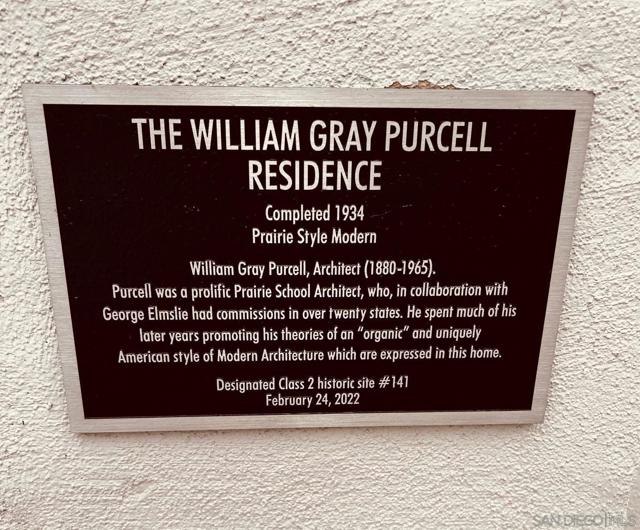 THE WILLIAM GRAY PURCELL
RESIDENCE
Completed 1934
Prairie Style Modern
William Gray Purcell, Architect (1880-1965).
Purcell was a prolific Prairie School Architect, who, in collaboration with
George Elmslie had commissions in over twenty states. He spent much of his
later years promoting his theories of an “organic” and uniquely
American style of Modern Architecture which are expressed in this home.
Designated Class 2 historic site #141
February 24, 2022
SAN DIEGO